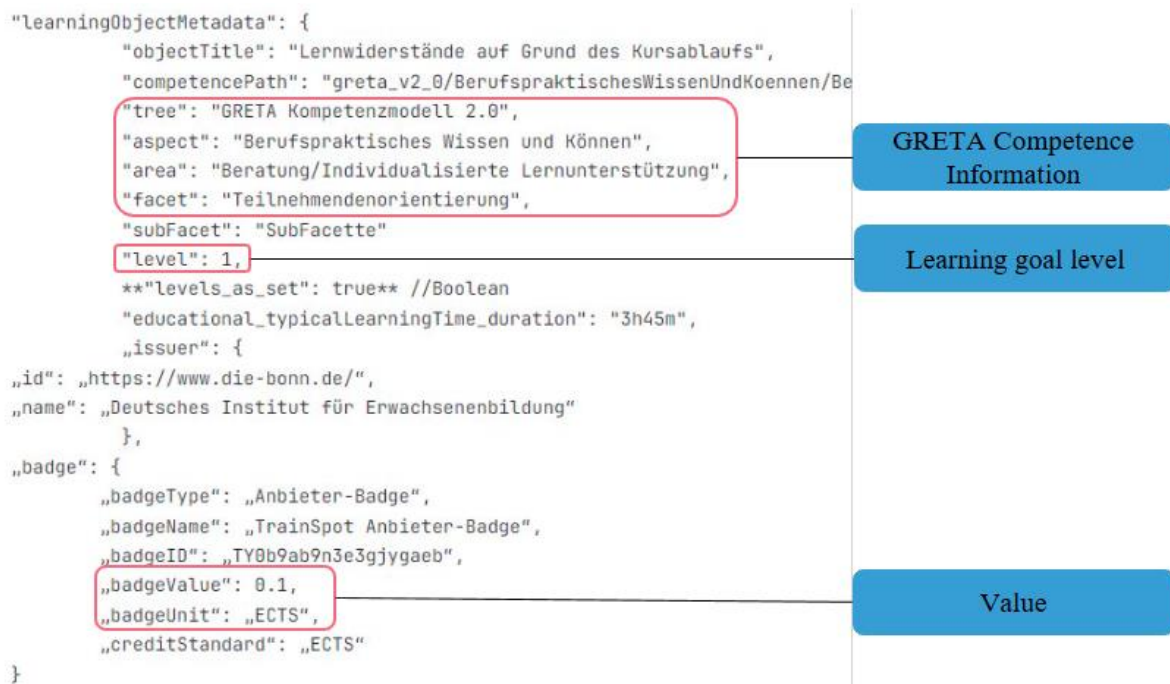 "learningObjectMetadata": {
"objectTitle": "Lernwiderstände auf Grund des Kursablaufs",
"competencePath": "greta_v2_0/BerufspraktischesWissenUndKoennen/Be
"tree": "GRETA Kompetenzmodell 2.0",
"aspect": "Berufspraktisches Wissen und Können",
"area": "Beratung/Individualisierte Lernunterstützung",
"facet": "Teilnehmendenorientierung",
GRETA Competence
Information
"subFacet": "SubFacette"
"level": 1,
Learning goal level
**"levels_as_set": true** //Boolean
"educational_typicalLearningTime_duration": "3h45m",
„issuer": {
„id": „https://www.die-bonn.de/“,
„name": „Deutsches Institut für Erwachsenenbildung“
},
„badge“: {
„badgeType“: „Anbieter-Badge“,
„badgeName“: „TrainSpot Anbieter-Badge“,
„badgeID“: „TY0b9ab9n3e3gjygaeb“,
„badgeValue“: 0.1,
„badgeUnit“: „ECTS“,
Value
„creditStandard“: „ECTS“
}